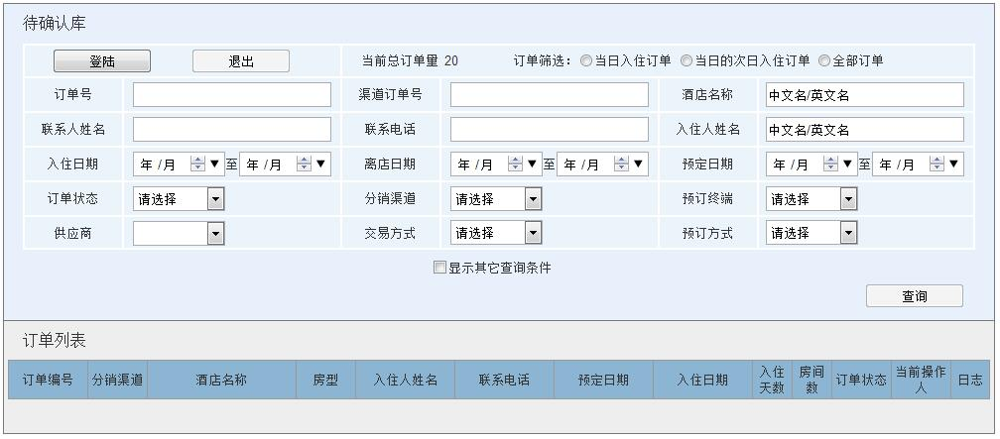 待确认库
登陆 退出 当前总订单量 20 订单筛选： 当日入住订单 当日的次日入住订单 全部订单
订单号 渠道订单号 酒店名称 中文名/英文名
联系人姓名 联系电话 入住人姓名 中文名/英文名
入住日期 年 /月 至 年 /月 离店日期 年 /月 至 年 /月 预定日期 年 /月 至 年 /月
订单状态 请选择 分销渠道 请选择 预订终端 请选择
供应商 交易方式 请选择 预订方式 请选择
显示其它查询条件
查询
订单列表
订单编号 分销渠道 酒店名称 房型 入住人姓名 联系电话 预定日期 入住日期 入住天数 房间数 订单状态 当前操作人 日志